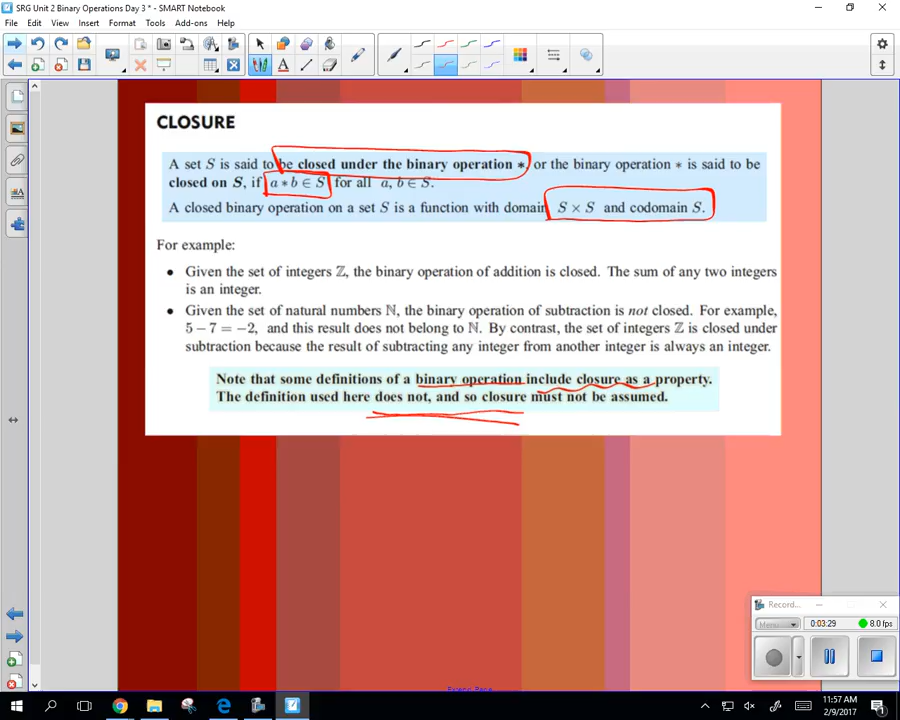 SRG Unit 2 Binary Operations Day 3 * - SMART Notebook
File Edit View Insert Format Tools Add-ons Help
CLOSURE
A set S is said to be closed under the binary operation ∗, or the binary operation ∗ is said to be
closed on S, if a ∗ b ∈ S for all a, b ∈ S.
A closed binary operation on a set S is a function with domain S × S and codomain S.
For example:
• Given the set of integers ℤ, the binary operation of addition is closed. The sum of any two integers
is an integer.
• Given the set of natural numbers ℕ, the binary operation of subtraction is not closed. For example,
5 − 7 = −2, and this result does not belong to ℕ. By contrast, the set of integers ℤ is closed under
subtraction because the result of subtracting any integer from another integer is always an integer.
Note that some definitions of a binary operation include closure as a property.
The definition used here does not, and so closure must not be assumed.
Record...
Menu
0:03:29
8.0 fps
Extend Page
11:57 AM
2/9/2017